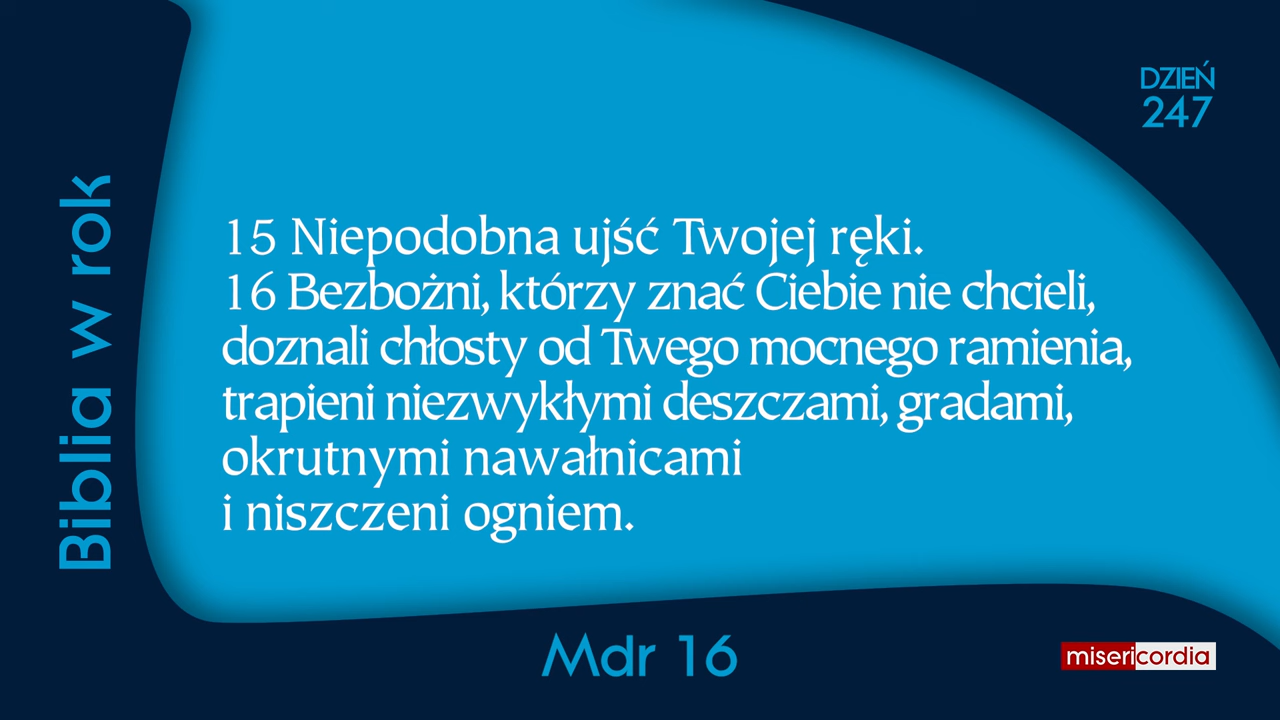 DZIEŃ
247
Biblia w rok
15 Niepodobna ujść Twojej ręki.
16 Bezbożni, którzy znać Ciebie nie chcieli,
doznali chłosty od Twego mocnego ramienia,
trapieni niezwykłymi deszczami, gradami,
okrutnymi nawałnicami
i niszczeni ogniem.
Mdr 16
misericordia